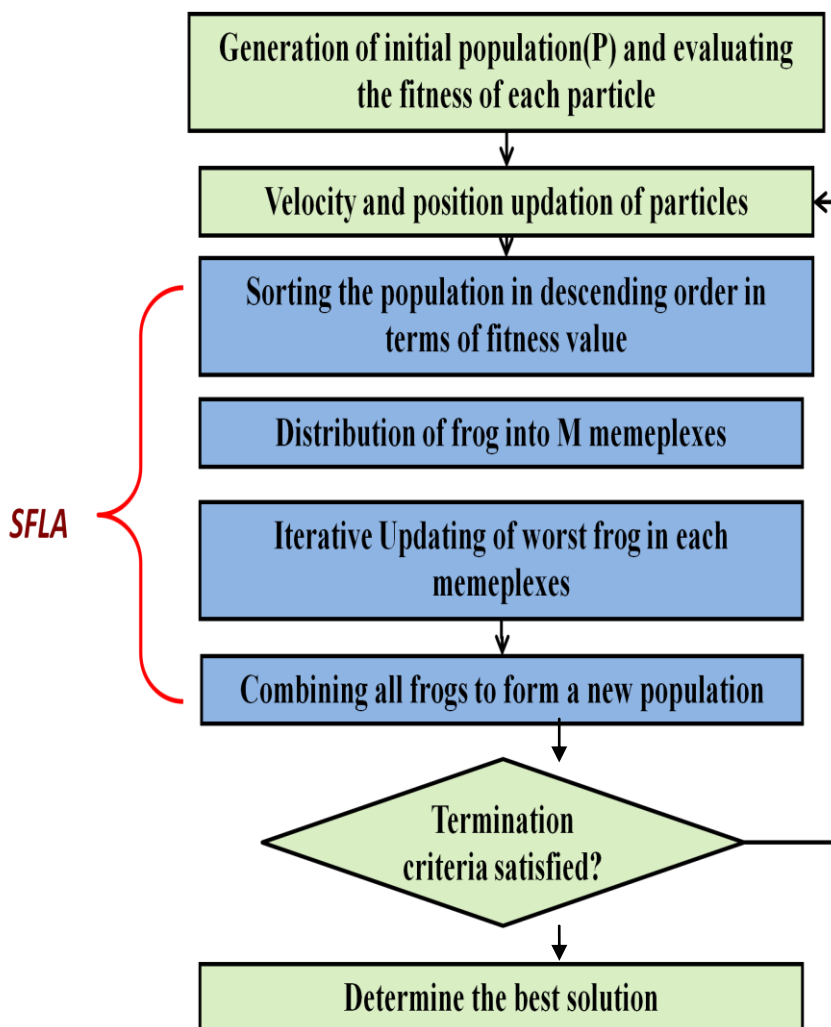 Generation of initial population(P) and evaluating
the fitness of each particle
Velocity and position updation of particles
Sorting the population in descending order in
terms of fitness value
Distribution of frog into M memeplexes
SFLA
Iterative Updating of worst frog in each
memeplexes
Combining all frogs to form a new population
Termination
criteria satisfied?
Determine the best solution